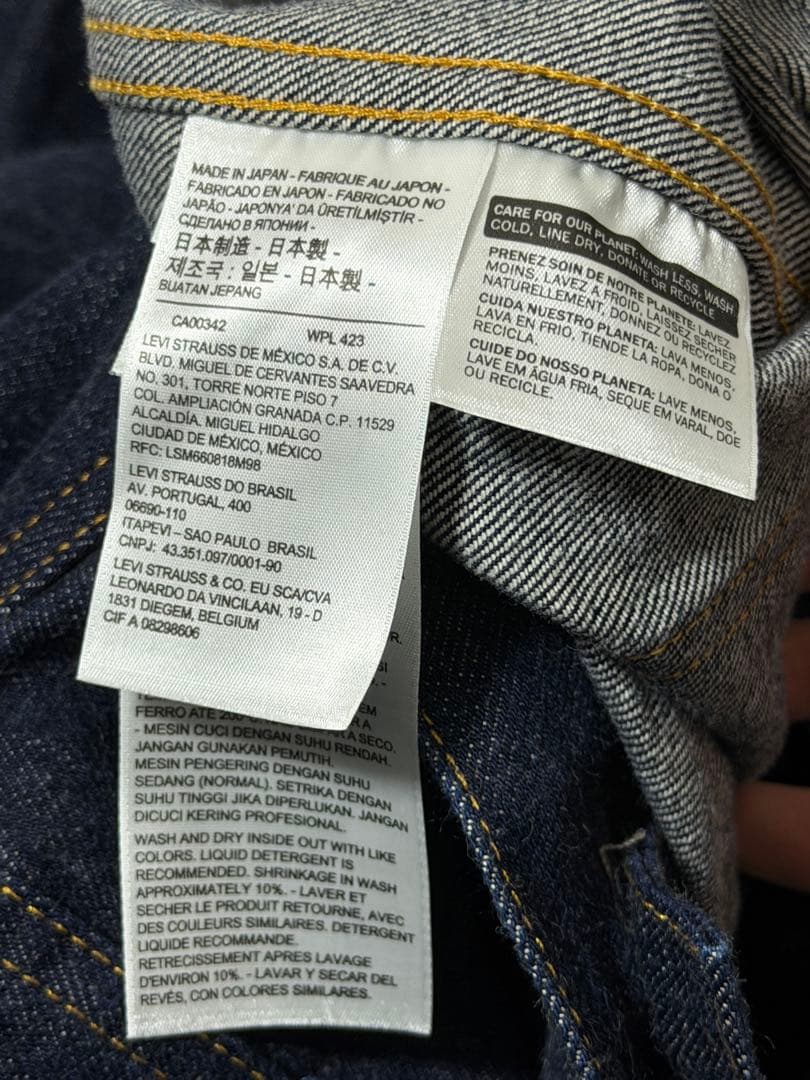 MADE IN JAPAN - FABRIQUE AU JAPON -
FABRICADO EN JAPON - FABRICADO NO
JAPÃO - JAPONYA' DA ÜRETİLMİŞTİR -
СДЕЛАНО В ЯПОНИИ -
日本制造 - 日本製 -
제조국 : 일본 - 日本製 -
BUATAN JEPANG
CA00342 WPL 423
LEVI STRAUSS DE MÉXICO S.A. DE C.V.
BLVD. MIGUEL DE CERVANTES SAAVEDRA
NO. 301, TORRE NORTE PISO 7
COL. AMPLIACIÓN GRANADA C.P. 11529
ALCALDÍA. MIGUEL HIDALGO
CIUDAD DE MÉXICO, MÉXICO
RFC: LSM660818M98
LEVI STRAUSS DO BRASIL
AV. PORTUGAL, 400
06690-110
ITAPEVI – SAO PAULO BRASIL
CNPJ: 43.351.097/0001-90
LEVI STRAUSS & CO. EU SCA/CVA
LEONARDO DA VINCILAAN, 19 - D
1831 DIEGEM, BELGIUM
CIF A 08298606
CARE FOR OUR PLANET: WASH LESS, WASH
COLD, LINE DRY, DONATE OR RECYCLE.
PRENEZ SOIN DE NOTRE PLANETE: LAVEZ
MOINS, LAVEZ À FROID, LAISSEZ SÉCHER
NATURELLEMENT, DONNEZ OU RECYCLEZ
CUIDA NUESTRO PLANETA: LAVA MENOS,
LAVA EN FRIO, TIENDE LA ROPA, DONA O
RECICLA.
CUIDE DO NOSSO PLANETA: LAVE MENOS,
LAVE EM ÁGUA FRIA, SEQUE EM VARAL, DOE
OU RECICLE.
FERRO ATE 200°
A SECO.
- MESIN CUCI DENGAN SUHU RENDAH.
JANGAN GUNAKAN PEMUTIH.
MESIN PENGERING DENGAN SUHU
SEDANG (NORMAL). SETRIKA DENGAN
SUHU TINGGI JIKA DIPERLUKAN. JANGAN
DICUCI KERING PROFESIONAL.
WASH AND DRY INSIDE OUT WITH LIKE
COLORS. LIQUID DETERGENT IS
RECOMMENDED. SHRINKAGE IN WASH
APPROXIMATELY 10%. - LAVER ET
SECHER LE PRODUIT RETOURNE, AVEC
DES COULEURS SIMILAIRES. DETERGENT
LIQUIDE RECOMMANDE.
RETRECISSEMENT APRES LAVAGE
D'ENVIRON 10%. - LAVAR Y SECAR DEL
REVÉS, CON COLORES SIMILARES.